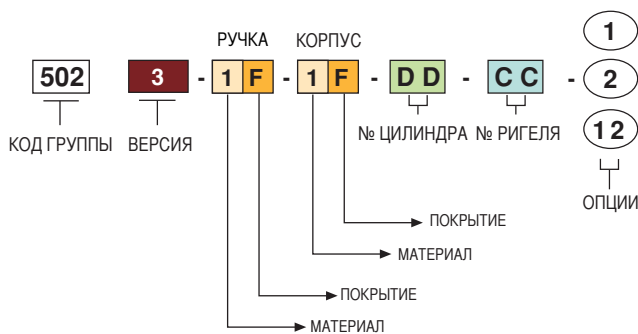 РУЧКА КОРПУС
1
502 3 - 1 F - 1 F - D D - C C - 2
12
КОД ГРУППЫ ВЕРСИЯ № ЦИЛИНДРА № РИГЕЛЯ
ОПЦИИ
ПОКРЫТИЕ
МАТЕРИАЛ
ПОКРЫТИЕ
МАТЕРИАЛ